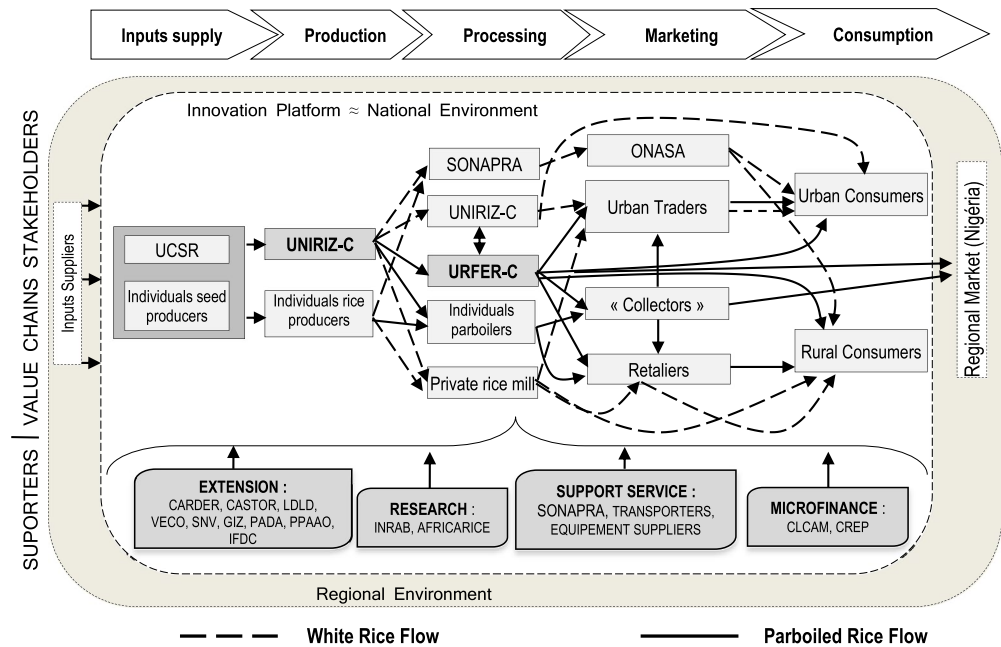 Inputs supply
Production
Processing
Marketing
Consumption
VALUE CHAINS STAKEHOLDERS
SUPPORTERS
Innovation Platform ≈ National Environment
Inputs Suppliers
UCSR
Individuals seed
producers
UNIRIZ-C
Individuals rice
producers
SONAPRA
UNIRIZ-C
URFER-C
Individuals
parboilers
Private rice mill
ONASA
Urban Traders
« Collectors »
Retaliers
Urban Consumers
Rural Consumers
Regional Market (Nigéria)
EXTENSION :
CARDER, CASTOR, LDLD,
VECO, SNV, GIZ, PADA, PPAAO,
IFDC
RESEARCH :
INRAB, AFRICARICE
SUPPORT SERVICE :
SONAPRA, TRANSPORTERS,
EQUIPEMENT SUPPLIERS
MICROFINANCE :
CLCAM, CREP
Regional Environment
White Rice Flow
Parboiled Rice Flow